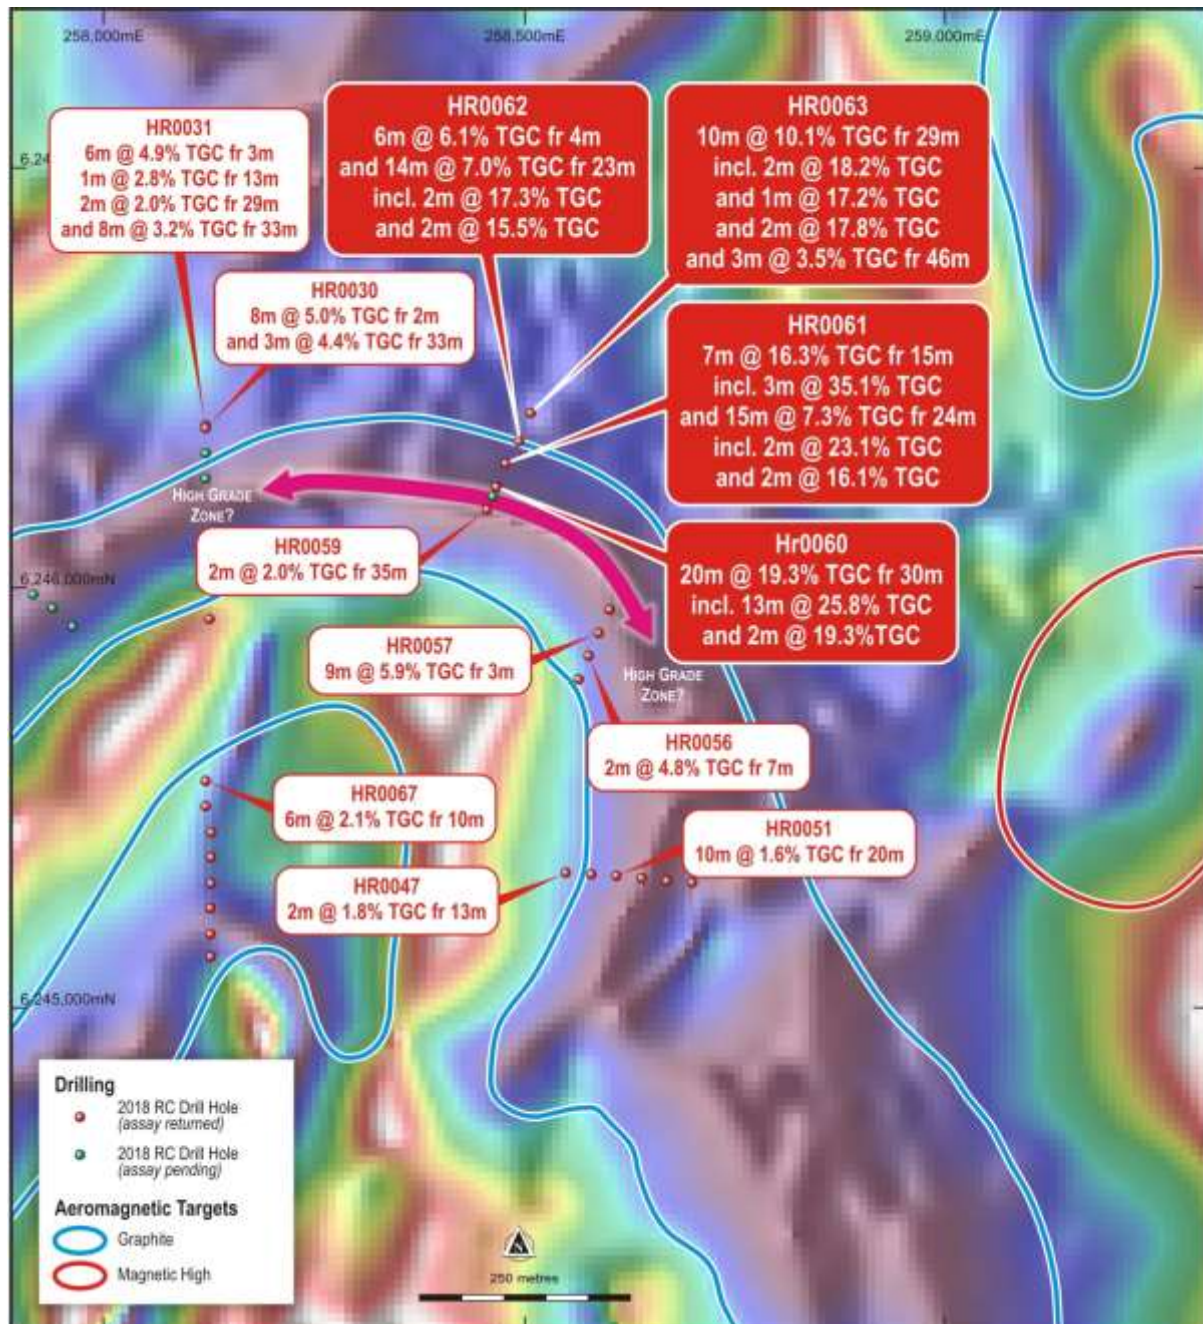 258,000mE
258,500mE
259,000mE
HR0031
6m @ 4.9% TGC fr 3m
1m @ 2.8% TGC fr 13m
2m @ 2.0% TGC fr 29m
and 8m @ 3.2% TGC fr 33m
HR0062
6m @ 6.1% TGC fr 4m
and 14m @ 7.0% TGC fr 23m
incl. 2m @ 17.3% TGC
and 2m @ 15.5% TGC
HR0063
10m @ 10.1% TGC fr 29m
incl. 2m @ 18.2% TGC
and 1m @ 17.2% TGC
and 2m @ 17.8% TGC
and 3m @ 3.5% TGC fr 46m
HR0030
8m @ 5.0% TGC fr 2m
and 3m @ 4.4% TGC fr 33m
HR0061
7m @ 16.3% TGC fr 15m
incl. 3m @ 35.1% TGC
and 15m @ 7.3% TGC fr 24m
incl. 2m @ 23.1% TGC
and 2m @ 16.1% TGC
HIGH GRADE
ZONE?
HR0059
2m @ 2.0% TGC fr 35m
Hr0060
20m @ 19.3% TGC fr 30m
incl. 13m @ 25.8% TGC
and 2m @ 19.3%TGC
6,246,000mN
HR0057
9m @ 5.9% TGC fr 3m
HIGH GRADE
ZONE?
HR0056
2m @ 4.8% TGC fr 7m
HR0067
6m @ 2.1% TGC fr 10m
HR0051
10m @ 1.6% TGC fr 20m
HR0047
2m @ 1.8% TGC fr 13m
6,245,000mN
Drilling
2018 RC Drill Hole
(assay returned)
2018 RC Drill Hole
(assay pending)
Aeromagnetic Targets
Graphite
Magnetic High
N
250 metres